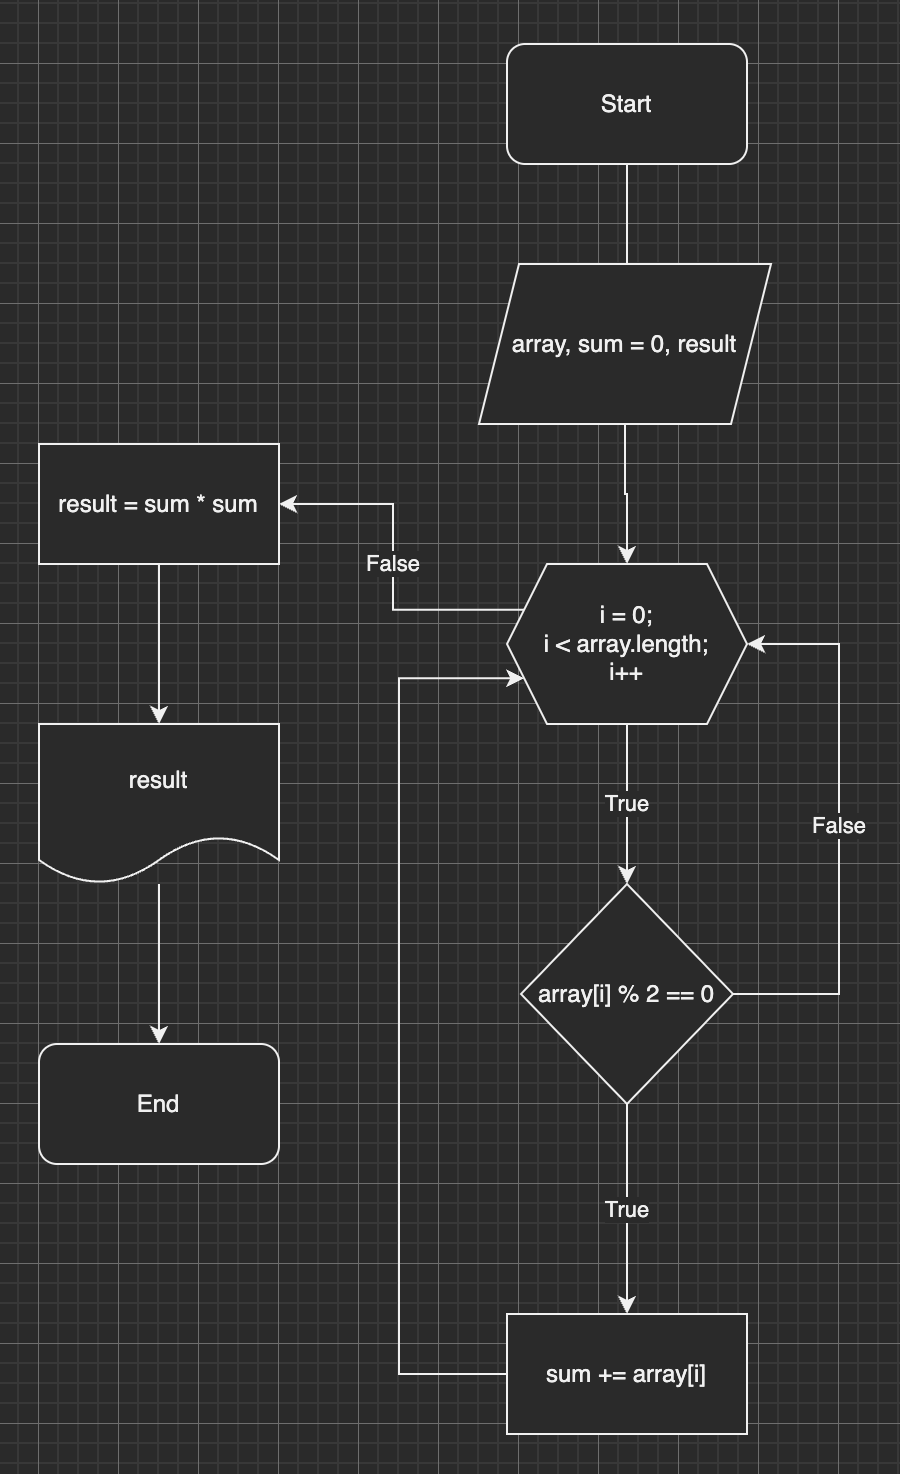 Start
array, sum = 0, result
i = 0;
i < array.length;
i++
True
False
array[i] % 2 == 0
True
sum += array[i]
False
result = sum * sum
result
End